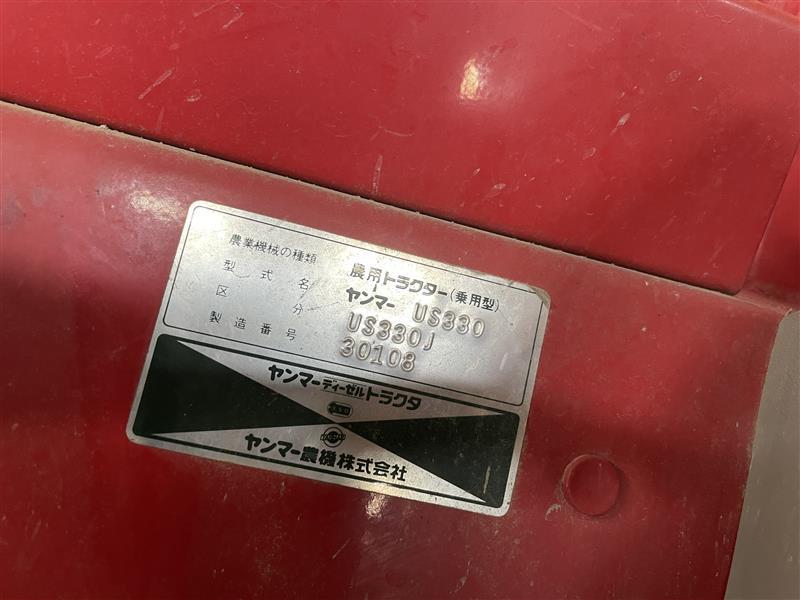 農業機械の種類 農用トラクター(乗用型)
型式名 ヤンマー US330
区分 US330J
製造番号 30108
ヤンマーディーゼルトラクタ
ヤンマー農機株式会社